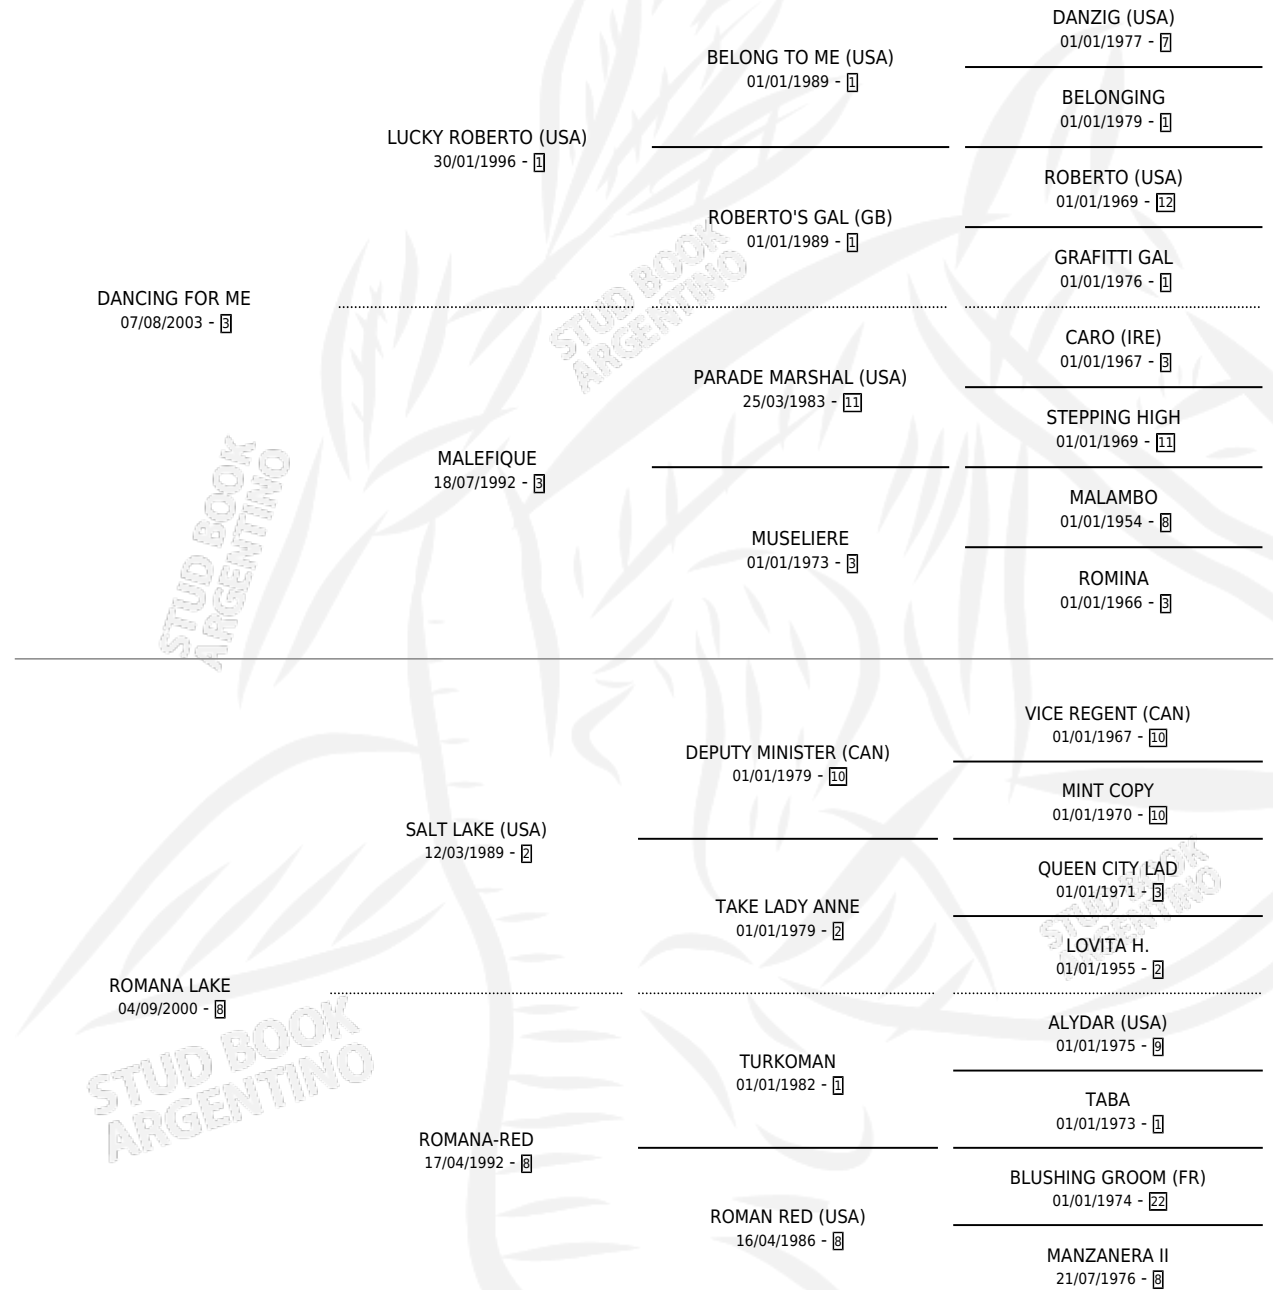 DANZIG (USA)
01/01/1977 - 7
BELONG TO ME (USA)
01/01/1989 - 1
BELONGING
01/01/1979 - 1
LUCKY ROBERTO (USA)
30/01/1996 - 1
ROBERTO (USA)
01/01/1969 - 12
ROBERTO'S GAL (GB)
01/01/1989 - 1
GRAFITTI GAL
01/01/1976 - 1
DANCING FOR ME
07/08/2003 - 3
CARO (IRE)
01/01/1967 - 3
PARADE MARSHAL (USA)
25/03/1983 - 11
STEPPING HIGH
01/01/1969 - 11
MALEFIQUE
18/07/1992 - 3
MALAMBO
01/01/1954 - 8
MUSELIERE
01/01/1973 - 3
ROMINA
01/01/1966 - 3
VICE REGENT (CAN)
01/01/1967 - 10
DEPUTY MINISTER (CAN)
01/01/1979 - 10
MINT COPY
01/01/1970 - 10
SALT LAKE (USA)
12/03/1989 - 2
QUEEN CITY LAD
01/01/1971 - 3
TAKE LADY ANNE
01/01/1979 - 2
LOVITA H.
01/01/1955 - 2
ROMANA LAKE
04/09/2000 - 8
ALYDAR (USA)
01/01/1975 - 9
TURKOMAN
01/01/1982 - 1
TABA
01/01/1973 - 1
ROMANA-RED
17/04/1992 - 8
BLUSHING GROOM (FR)
01/01/1974 - 22
ROMAN RED (USA)
16/04/1986 - 8
MANZANERA II
21/07/1976 - 8
STUD BOOK
ARGENTINO
STUD BOOK
ARGENTINO
STUD BOOK
ARGENTINO
STUD BOOK
ARGENTINO